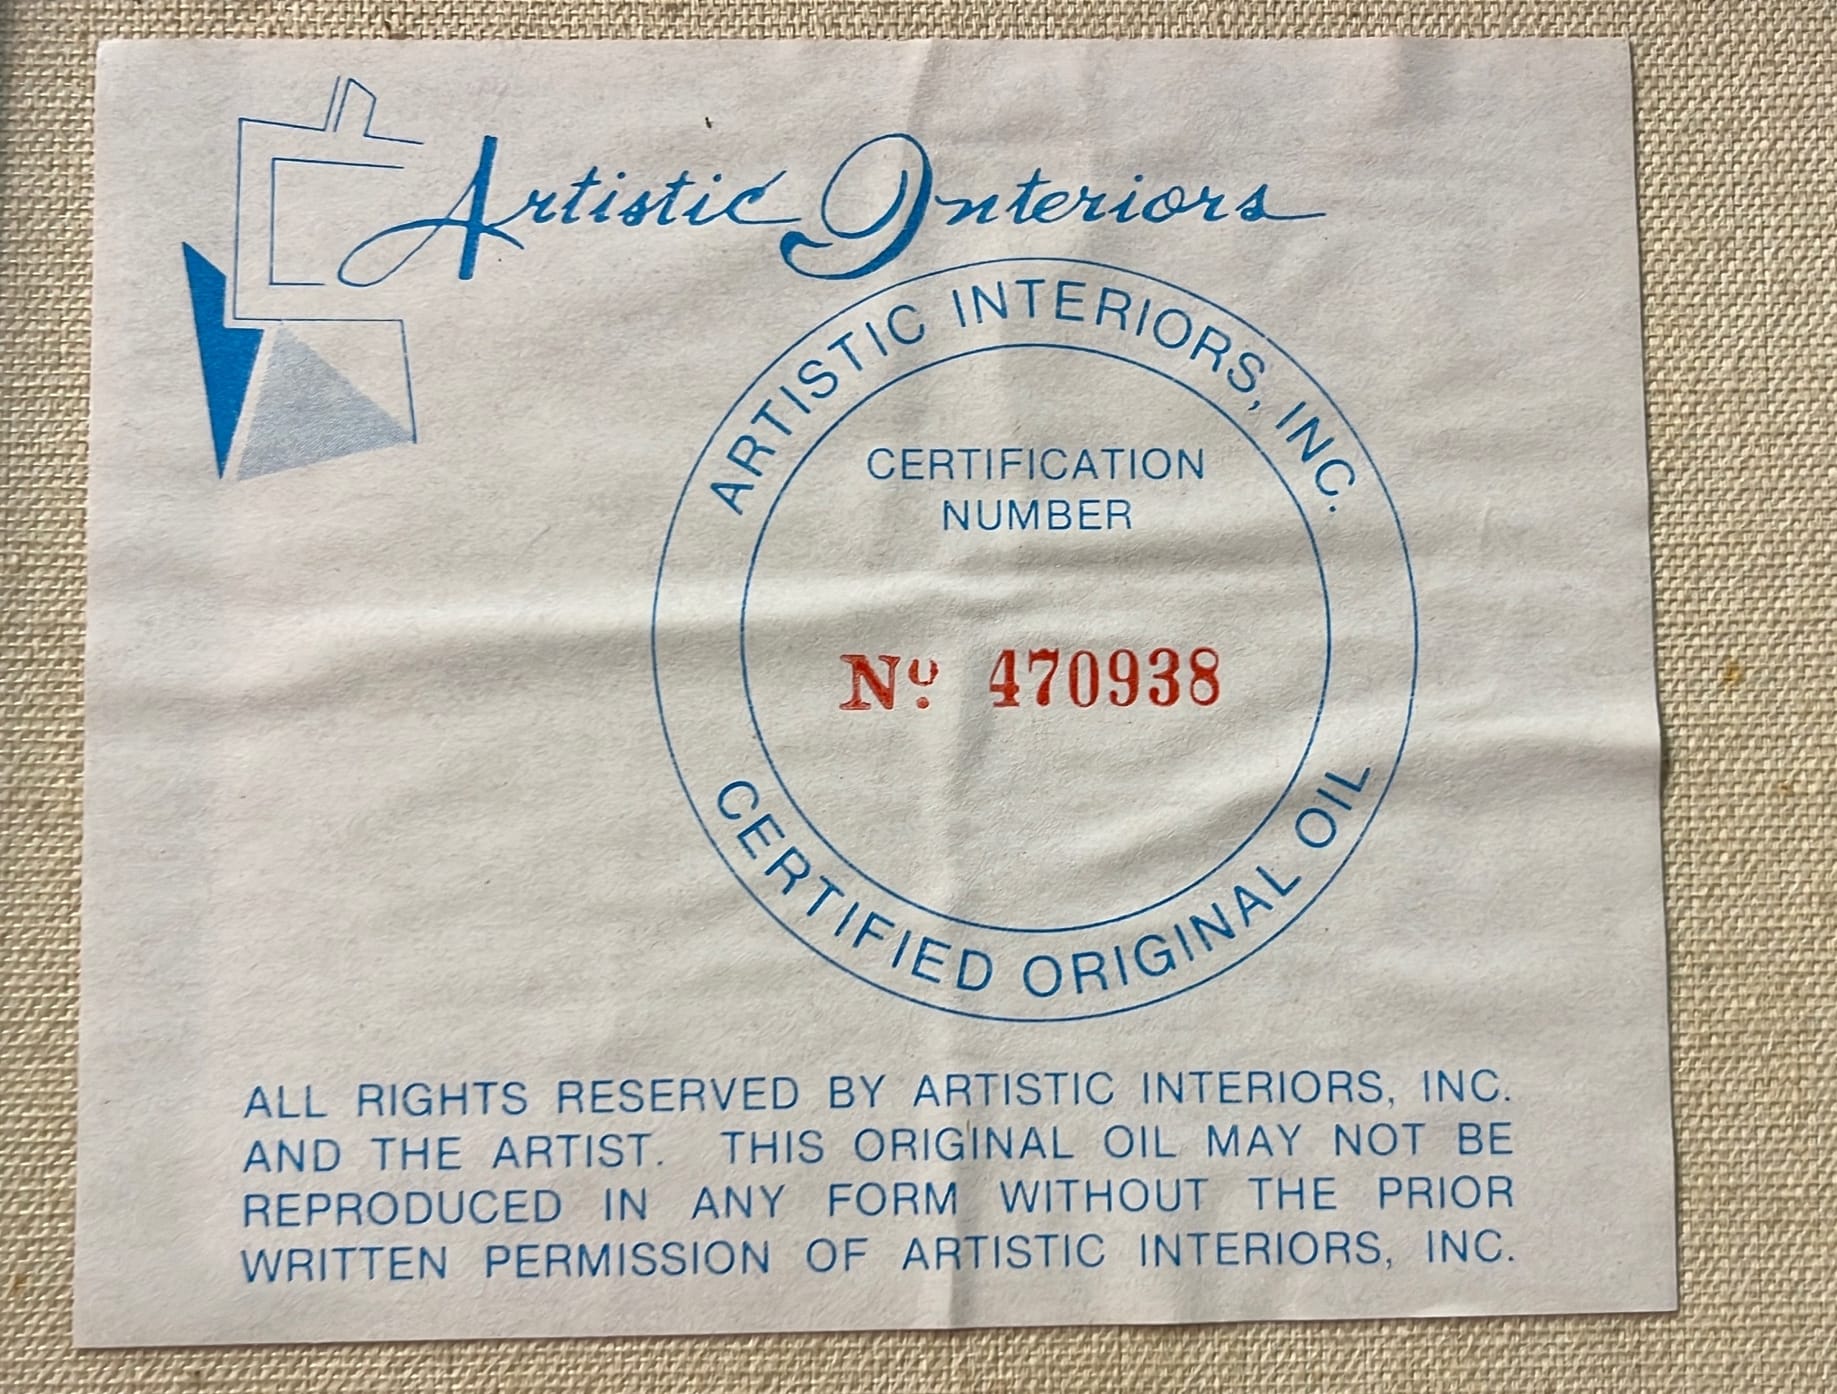 Artistic Interiors
ARTISTIC INTERIORS, INC.
CERTIFICATION
NUMBER
Nº. 470938
CERTIFIED ORIGINAL OIL
ALL RIGHTS RESERVED BY ARTISTIC INTERIORS, INC.
AND THE ARTIST. THIS ORIGINAL OIL MAY NOT BE
REPRODUCED IN ANY FORM WITHOUT THE PRIOR
WRITTEN PERMISSION OF ARTISTIC INTERIORS, INC.